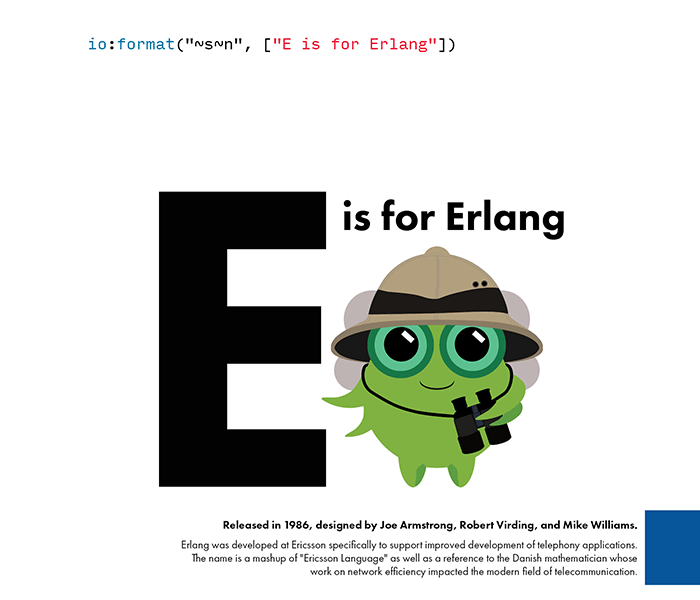 io:format("~s~n", ["E is for Erlang"])
E is for Erlang
Released in 1986, designed by Joe Armstrong, Robert Virding, and Mike Williams.
Erlang was developed at Ericsson specifically to support improved development of telephony applications.
The name is a mashup of "Ericsson Language" as well as a reference to the Danish mathematician whose
work on network efficiency impacted the modern field of telecommunication.